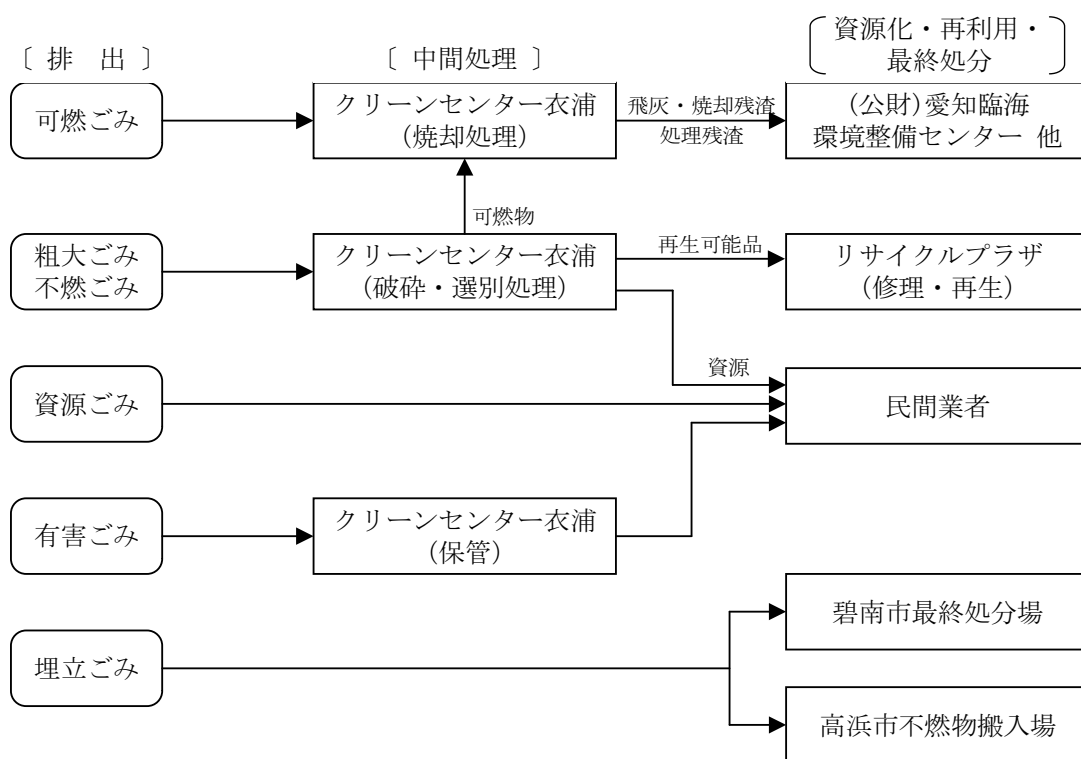 〔 排　出 〕
〔 中間処理 〕
資源化・再利用・
最終処分
可燃ごみ
クリーンセンター衣浦
(焼却処理)
飛灰・焼却残渣
処理残渣
(公財)愛知臨海
環境整備センター 他
可燃物
粗大ごみ
不燃ごみ
クリーンセンター衣浦
(破砕・選別処理)
再生可能品
リサイクルプラザ
(修理・再生)
資源
資源ごみ
民間業者
有害ごみ
クリーンセンター衣浦
(保管)
碧南市最終処分場
埋立ごみ
高浜市不燃物搬入場